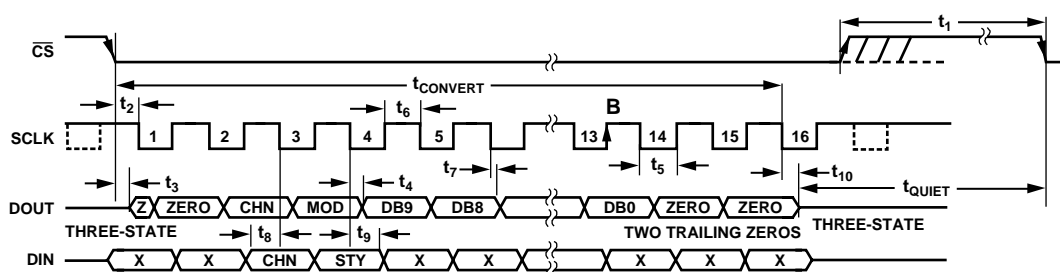 t1
CS
tCONVERT
t2 t6 B
SCLK 1 2 3 4 5 13 14 15 16
t7 t5 t10
t3 t4 tQUIET
DOUT Z ZERO CHN MOD DB9 DB8 DB0 ZERO ZERO
THREE-STATE t8 t9 TWO TRAILING ZEROS THREE-STATE
DIN X X CHN STY X X X X X